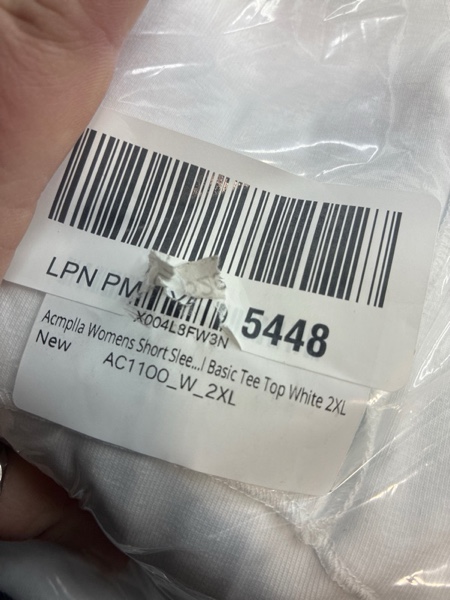 LPN PM 5448
X004L8FW3N
Acmplla Womens Short Slee...l Basic Tee Top White 2XL
New
AC1100_W_2XL